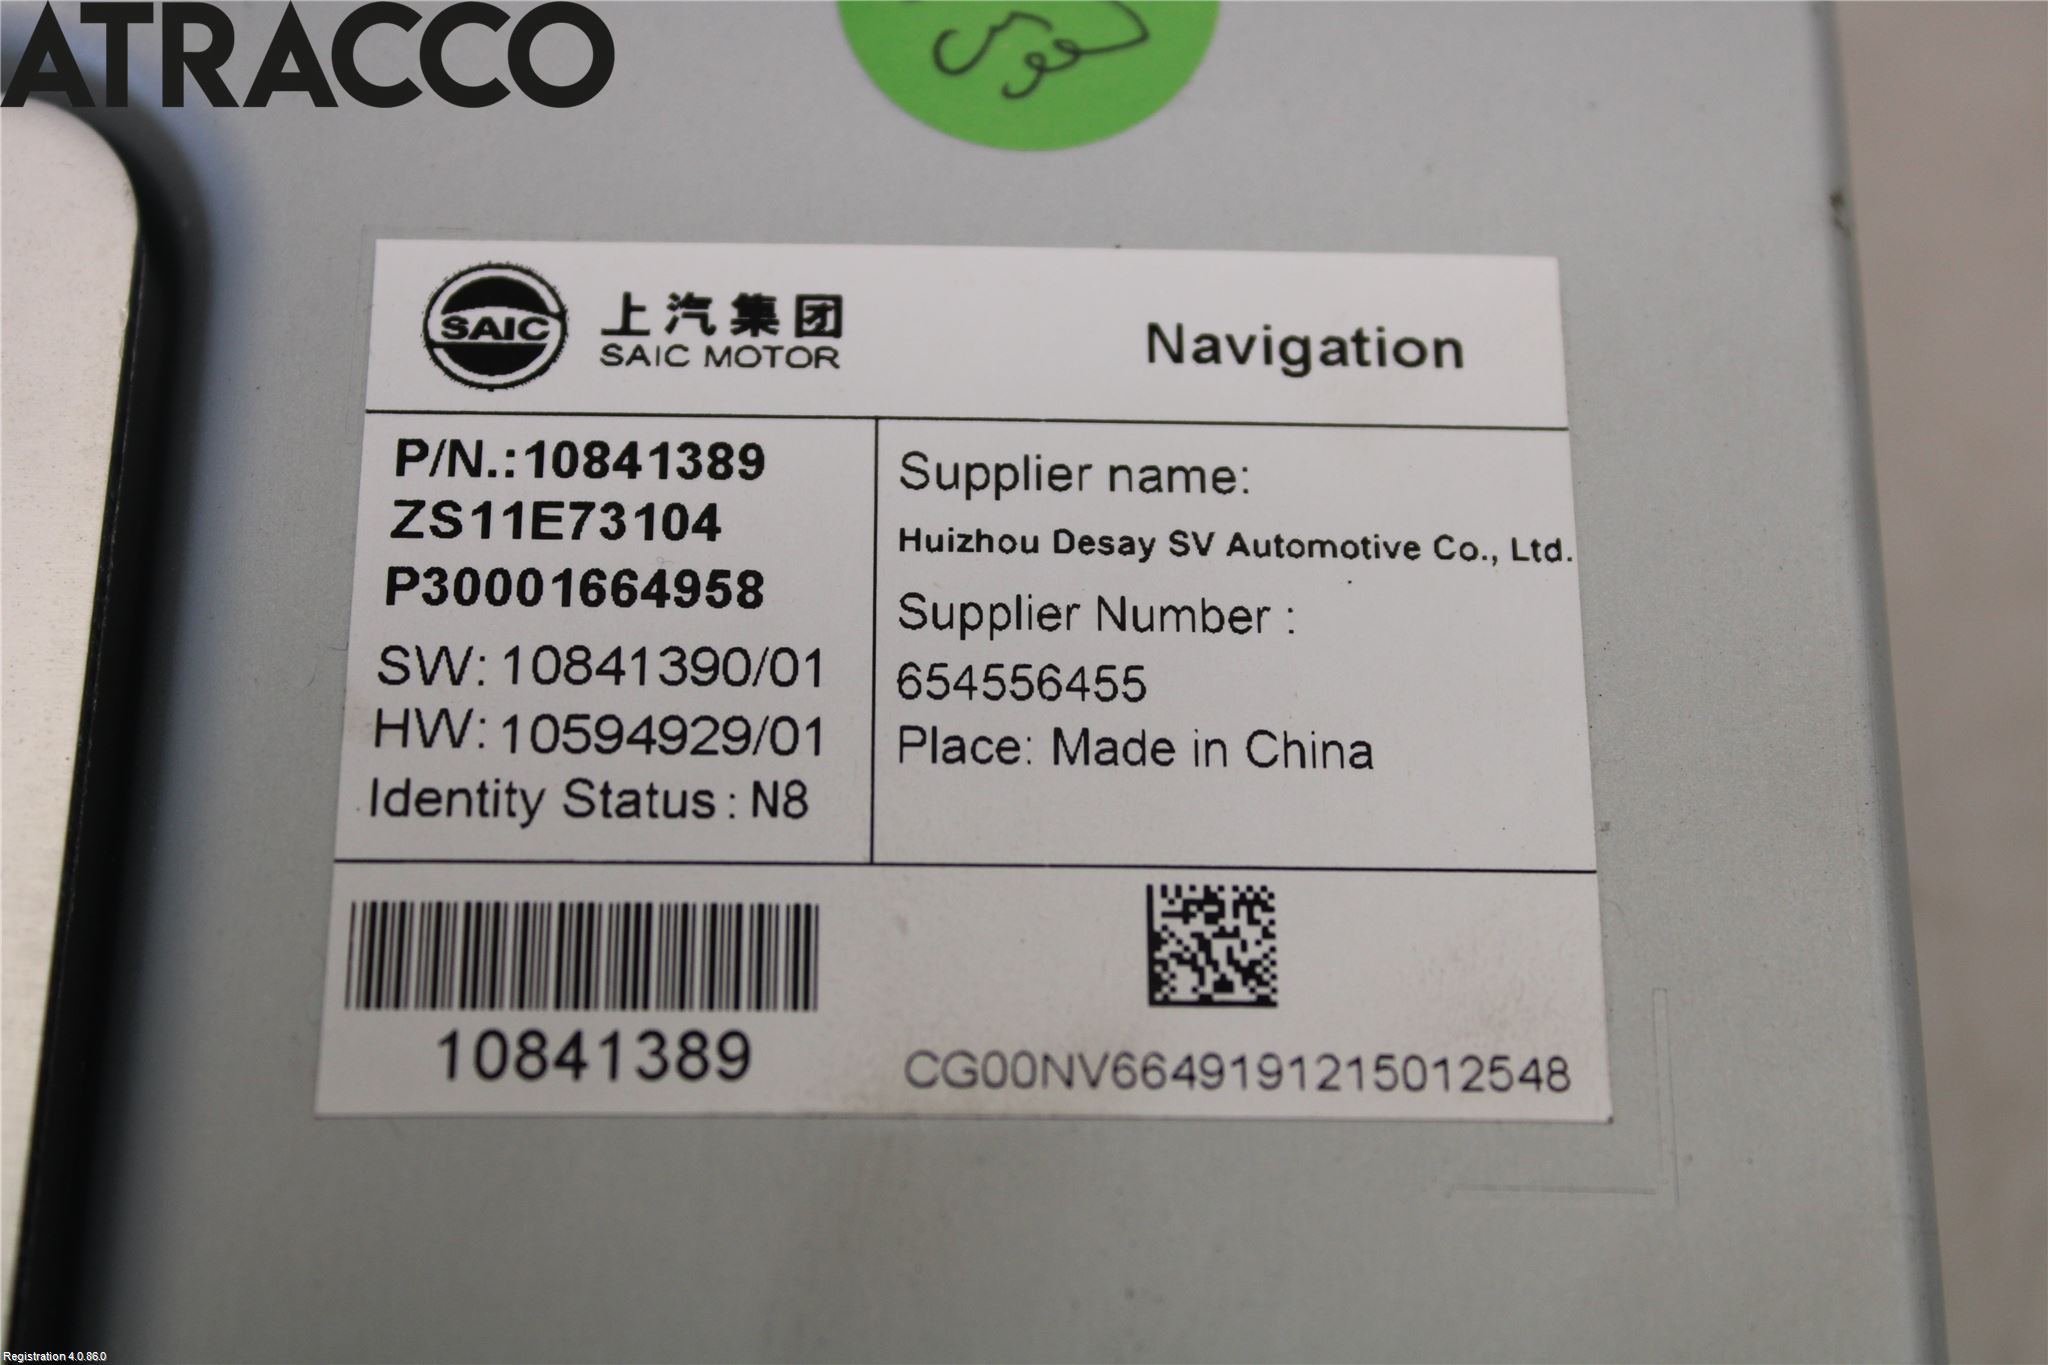 ATRACCO
SAIC
上汽集团
SAIC MOTOR
Navigation
P/N.:10841389
ZS11E73104
P30001664958
SW: 10841390/01
HW: 10594929/01
Identity Status : N8
Supplier name:
Huizhou Desay SV Automotive Co., Ltd.
Supplier Number :
654556455
Place: Made in China
10841389
CG00NV6649191215012548
Registration 4.0.86.0